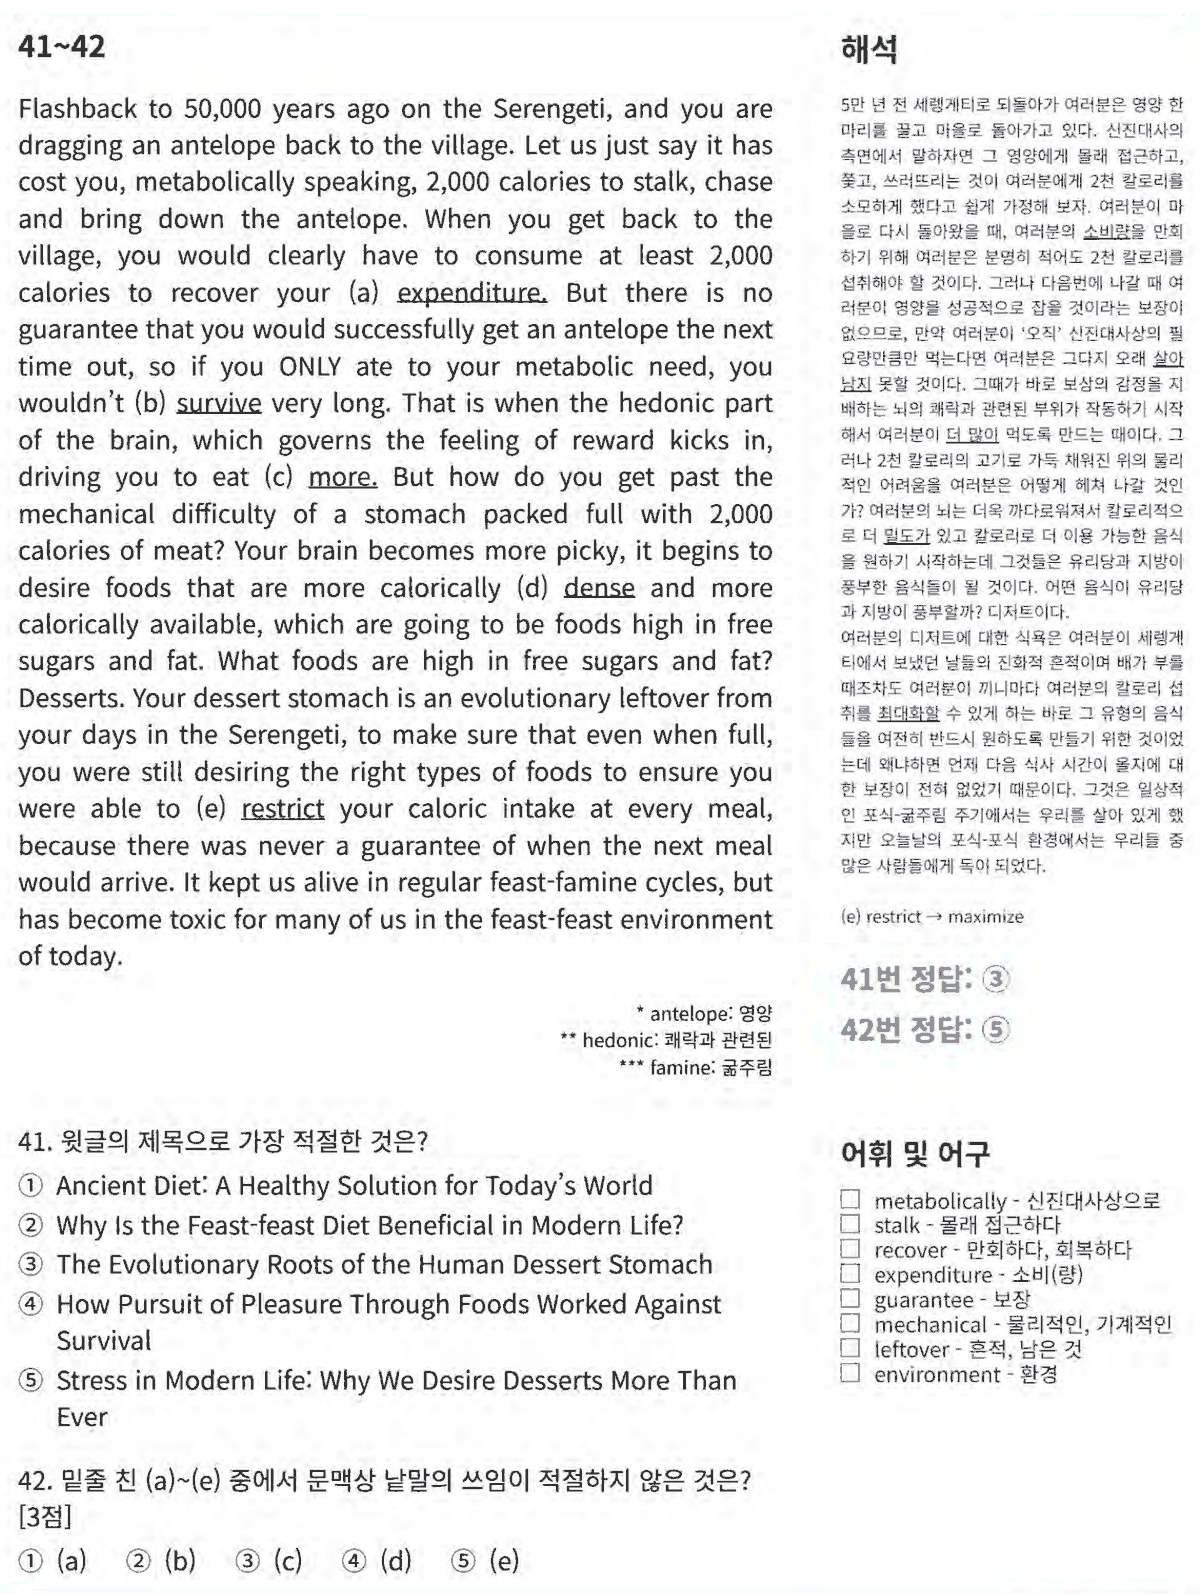 41~42
Flashback to 50,000 years ago on the Serengeti, and you are
dragging an antelope back to the village. Let us just say it has
cost you, metabolically speaking, 2,000 calories to stalk, chase
and bring down the antelope. When you get back to the
village, you would clearly have to consume at least 2,000
calories to recover your (a) expenditure. But there is no
guarantee that you would successfully get an antelope the next
time out, so if you ONLY ate to your metabolic need, you
wouldn't (b) survive very long. That is when the hedonic part
of the brain, which governs the feeling of reward kicks in,
driving you to eat (c) more. But how do you get past the
mechanical difficulty of a stomach packed full with 2,000
calories of meat? Your brain becomes more picky, it begins to
desire foods that are more calorically (d) dense and more
calorically available, which are going to be foods high in free
sugars and fat. What foods are high in free sugars and fat?
Desserts. Your dessert stomach is an evolutionary leftover from
your days in the Serengeti, to make sure that even when full,
you were still desiring the right types of foods to ensure you
were able to (e) restrict your caloric intake at every meal,
because there was never a guarantee of when the next meal
would arrive. It kept us alive in regular feast-famine cycles, but
has become toxic for many of us in the feast-feast environment
of today.
* antelope: 영양
** hedonic: 쾌락과 관련된
*** famine: 굶주림
41. 윗글의 제목으로 가장 적절한 것은?
① Ancient Diet: A Healthy Solution for Today's World
② Why Is the Feast-feast Diet Beneficial in Modern Life?
③ The Evolutionary Roots of the Human Dessert Stomach
④ How Pursuit of Pleasure Through Foods Worked Against
Survival
⑤ Stress in Modern Life: Why We Desire Desserts More Than
Ever
42. 밑줄 친 (a)~(e) 중에서 문맥상 낱말의 쓰임이 적절하지 않은 것은?
[3점]
① (a) ② (b) ③ (c) ④ (d) ⑤ (e)
해석
5만 년 전 세렝게티로 되돌아가 여러분은 영양 한
마리를 끌고 마을로 돌아가고 있다. 신진대사의
측면에서 말하자면 그 영양에게 몰래 접근하고,
쫓고, 쓰러뜨리는 것이 여러분에게 2천 칼로리를
소모하게 했다고 쉽게 가정해 보자. 여러분이 마
을로 다시 돌아왔을 때, 여러분의 소비량을 만회
하기 위해 여러분은 분명히 적어도 2천 칼로리를
섭취해야 할 것이다. 그러나 다음번에 나갈 때 여
러분이 영양을 성공적으로 잡을 것이라는 보장이
없으므로, 만약 여러분이 '오직' 신진대사상의 필
요량만큼만 먹는다면 여러분은 그다지 오래 살아
남지 못할 것이다. 그때가 바로 보상의 감정을 지
배하는 뇌의 쾌락과 관련된 부위가 작동하기 시작
해서 여러분이 더 많이 먹도록 만드는 때이다. 그
러나 2천 칼로리의 고기로 가득 채워진 위의 물리
적인 어려움을 여러분은 어떻게 헤쳐 나갈 것인
가? 여러분의 뇌는 더욱 까다로워져서 칼로리적으
로 더 밀도가 있고 칼로리로 더 이용 가능한 음식
을 원하기 시작하는데 그것들은 유리당과 지방이
풍부한 음식들이 될 것이다. 어떤 음식이 유리당
과 지방이 풍부할까? 디저트이다.
여러분의 디저트에 대한 식욕은 여러분이 세렝게
티에서 보냈던 날들의 진화적 흔적이며 배가 부를
때조차도 여러분이 끼니마다 여러분의 칼로리 섭
취를 최대화할 수 있게 하는 바로 그 유형의 음식
들을 여전히 반드시 원하도록 만들기 위한 것이었
는데 왜냐하면 언제 다음 식사 시간이 올지에 대
한 보장이 전혀 없었기 때문이다. 그것은 일상적
인 포식-굶주림 주기에서는 우리를 살아 있게 했
지만 오늘날의 포식-포식 환경에서는 우리들 중
많은 사람들에게 독이 되었다.
(e) restrict → maximize
41번 정답: ③
42번 정답: ⑤
어휘 및 어구
□ metabolically - 신진대사상으로
□ stalk - 몰래 접근하다
□ recover - 만회하다, 회복하다
□ expenditure - 소비(량)
□ guarantee - 보장
□ mechanical - 물리적인, 기계적인
□ leftover - 흔적, 남은 것
□ environment - 환경